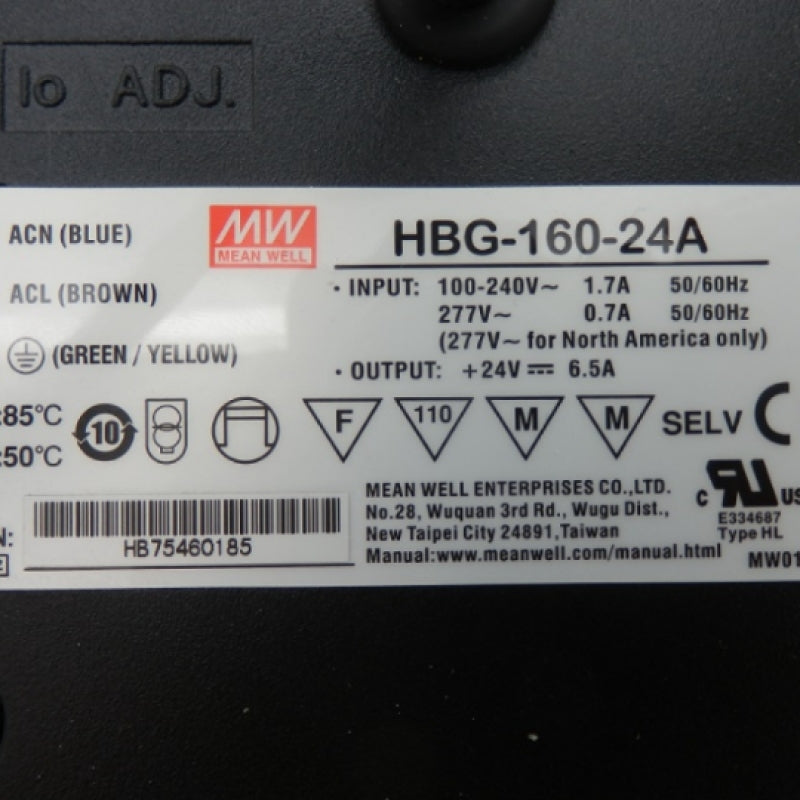 Io ADJ.
ACN (BLUE)
ACL (BROWN)
(GREEN / YELLOW)
MW
MEAN WELL
HBG-160-24A
· INPUT: 100-240V~ 1.7A 50/60Hz
277V~ 0.7A 50/60Hz
(277V~ for North America only)
· OUTPUT: +24V⎓ 6.5A
:85℃
:50℃
10
F
110
M
M
SELV
N:
HB75460185
MEAN WELL ENTERPRISES CO.,LTD.
No.28, Wuquan 3rd Rd., Wugu Dist.,
New Taipei City 24891,Taiwan
Manual:www.meanwell.com/manual.html
c RU US
E334687
Type HL
MW01